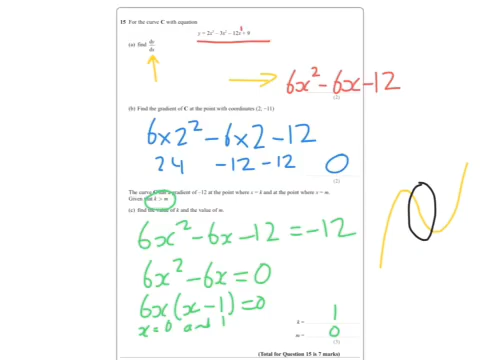 15 For the curve C with equation
y = 2x³ − 3x² − 12x + 9
(a) find dy/dx
6x² − 6x − 12
(2)
(b) Find the gradient of C at the point with coordinates (2, −11)
6×2² − 6×2 − 12
24 −12 −12 0
(2)
The curve C has a gradient of −12 at the point where x = k and at the point where x = m.
Given that k > m
(c) find the value of k and the value of m.
6x² − 6x − 12 = −12
6x² − 6x = 0
6x(x − 1) = 0
x = 0 and 1
k = 1
m = 0
(3)
(Total for Question 15 is 7 marks)